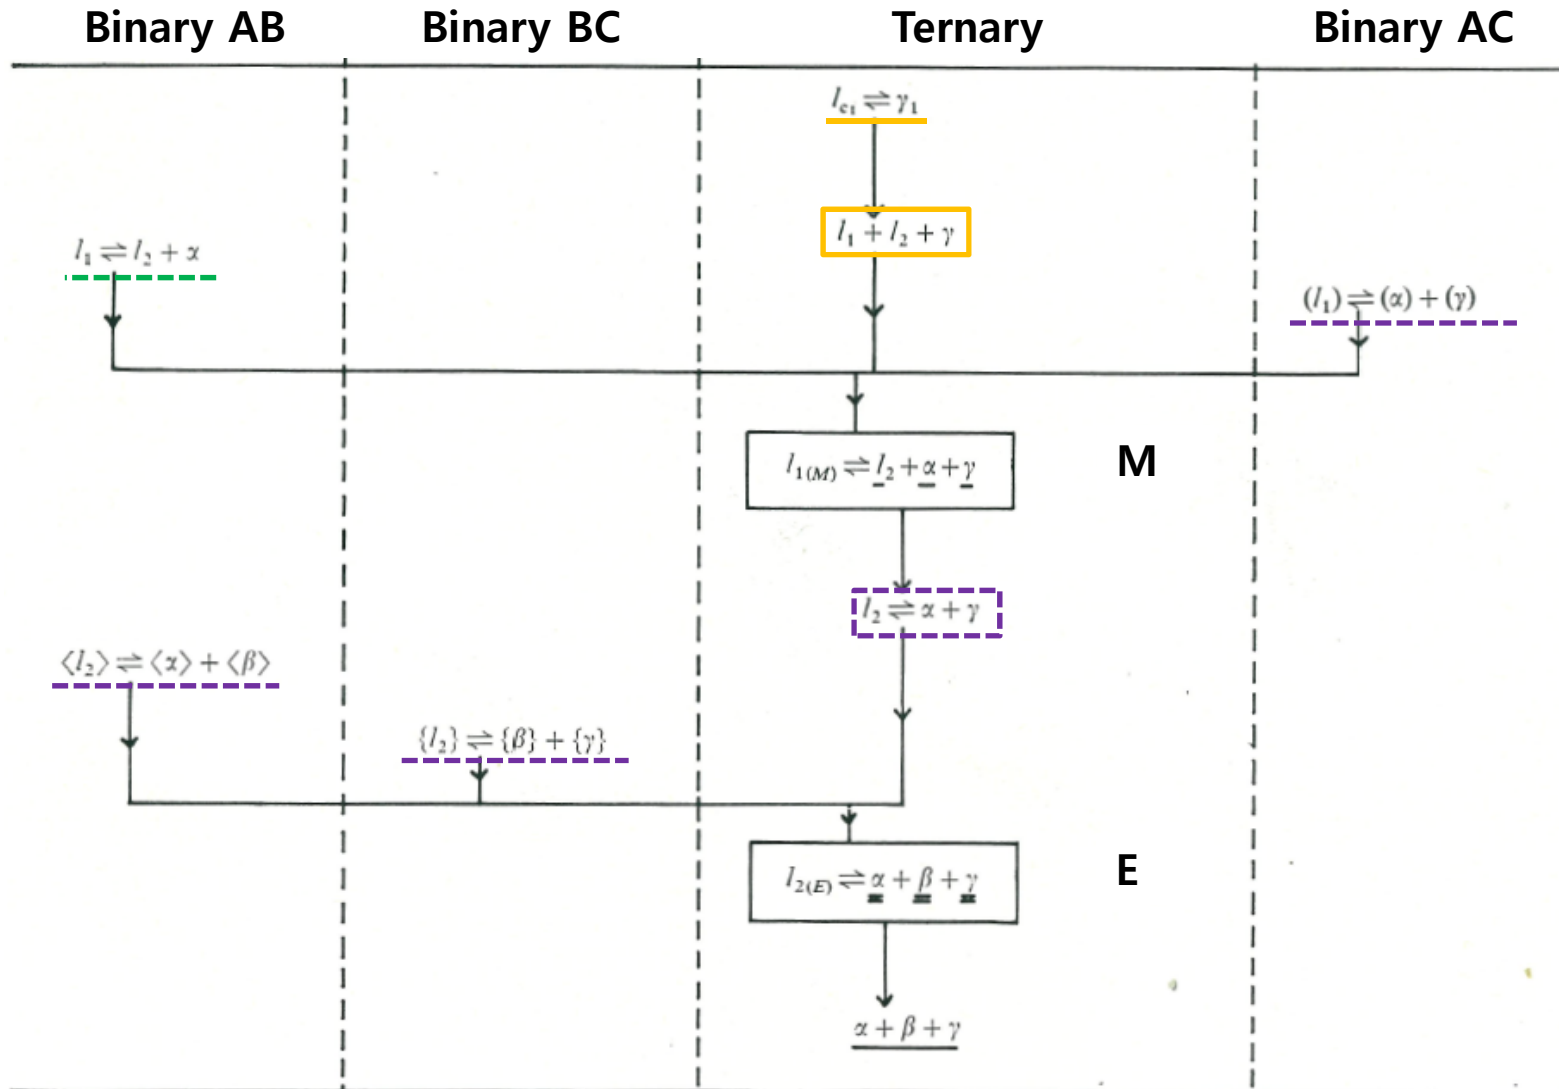 Binary AB Binary BC Ternary Binary AC
l_{c1} ⇌ γ_1
l_1 + l_2 + γ
l_1 ⇌ l_2 + α
(l_1) ⇌ (α) + (γ)
l_{1(M)} ⇌ l_2 + α + γ
M
l_2 ⇌ α + γ
⟨l_2⟩ ⇌ ⟨α⟩ + ⟨β⟩
{l_2} ⇌ {β} + {γ}
l_{2(E)} ⇌ α + β + γ
E
α + β + γ